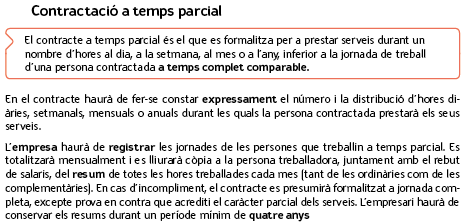 Contractació a temps parcial
El contracte a temps parcial és el que es formalitza per a prestar serveis durant un
nombre d'hores al dia, a la setmana, al mes o a l'any, inferior a la jornada de treball
d'una persona contractada a temps complet comparable.
En el contracte haurà de fer-se constar expressament el número i la distribució d'hores di-
àries, setmanals, mensuals o anuals durant les quals la persona contractada prestarà els seus
serveis.
L'empresa haurà de registrar les jornades de les persones que treballin a temps parcial. Es
totalitzarà mensualment i es lliurarà còpia a la persona treballadora, juntament amb el rebut
de salaris, del resum de totes les hores treballades cada mes (tant de les ordinàries com de les
complementàries). En cas d'incompliment, el contracte es presumirà formalitzat a jornada com-
pleta, excepte prova en contra que acrediti el caràcter parcial dels serveis. L'empresari haurà de
conservar els resums durant un període mínim de quatre anys